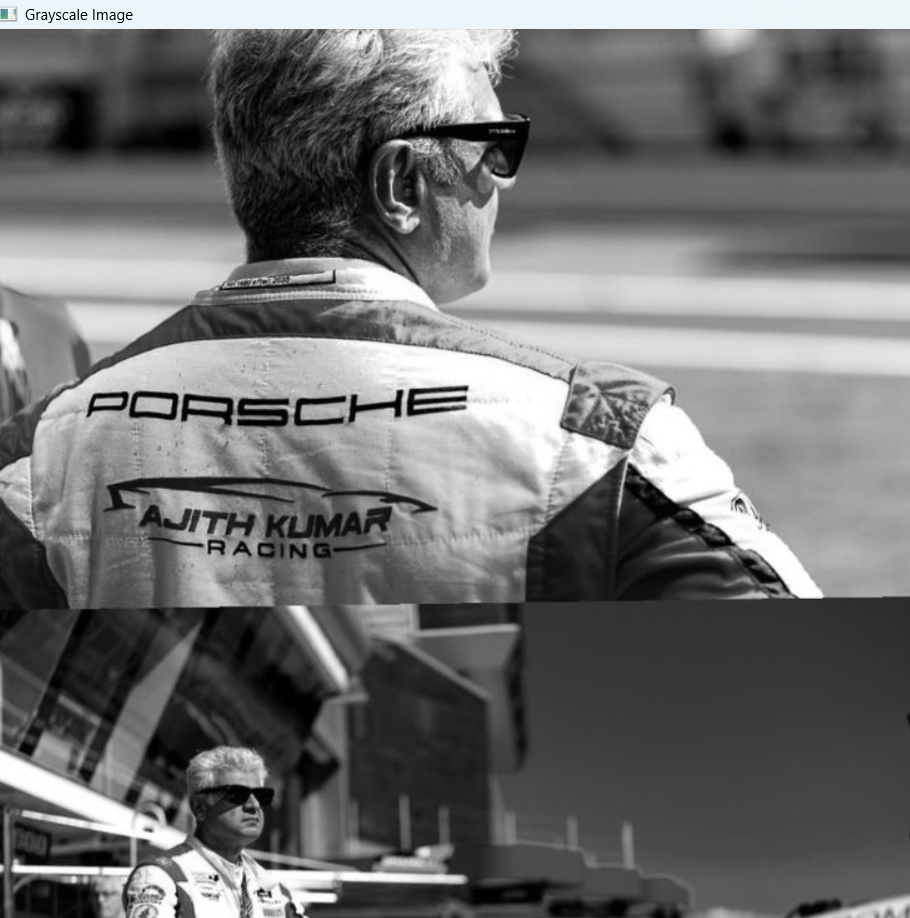 Grayscale Image
PORSCHE
AJITH KUMAR
RACING